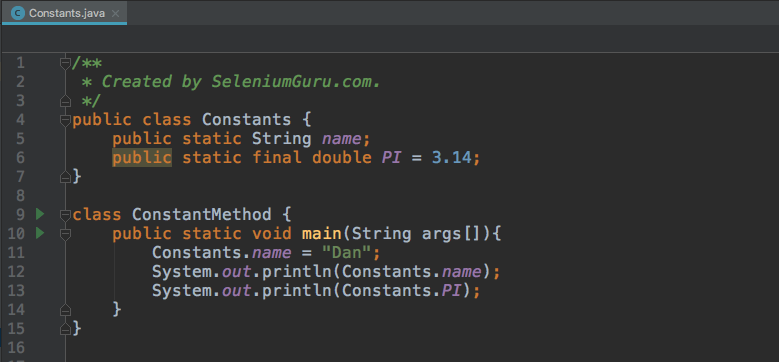 Constants.java
1 /**
2  * Created by SeleniumGuru.com.
3  */
4 public class Constants {
5     public static String name;
6     public static final double PI = 3.14;
7 }
8
9 class ConstantMethod {
10     public static void main(String args[]){
11         Constants.name = "Dan";
12         System.out.println(Constants.name);
13         System.out.println(Constants.PI);
14     }
15 }
16